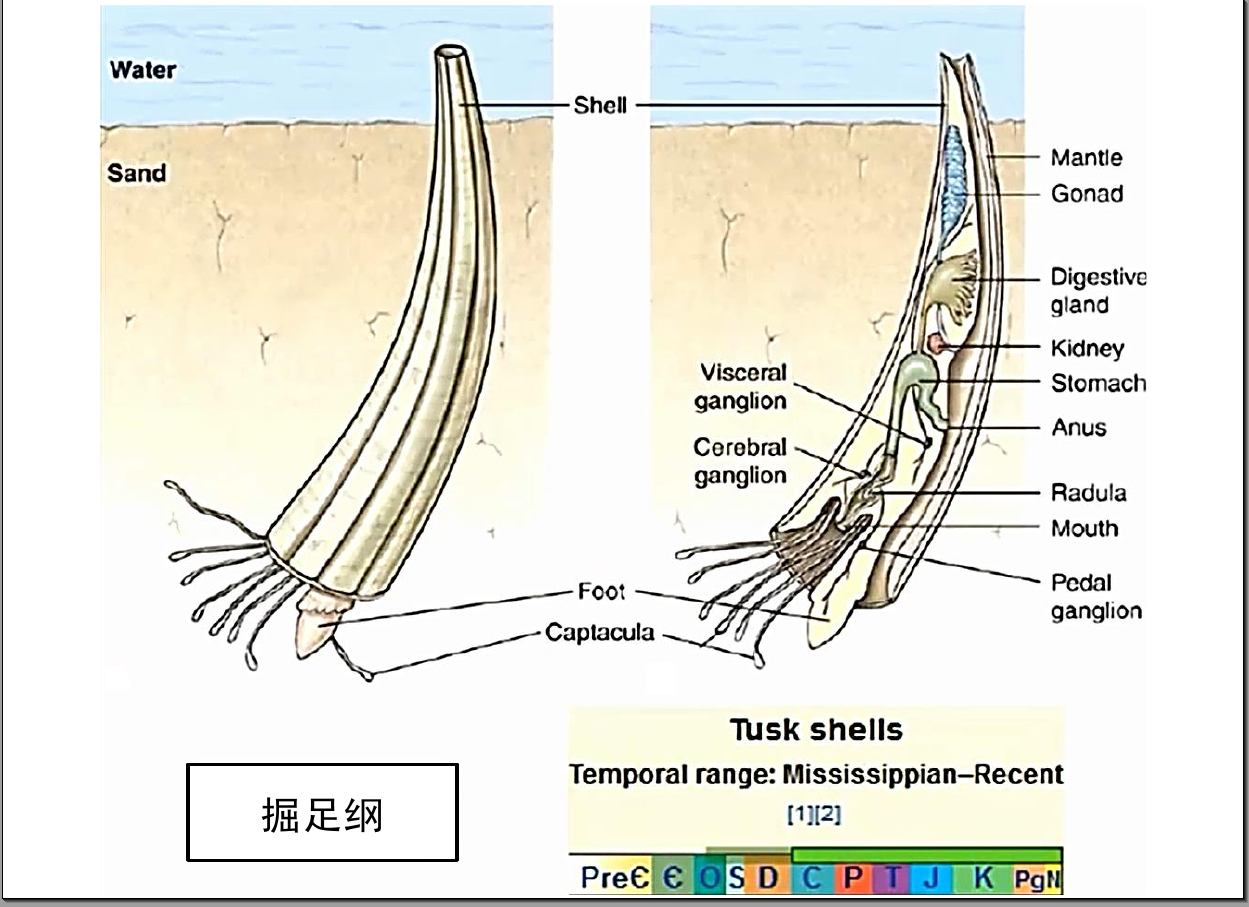 Water
Shell
Sand
Mantle
Gonad
Digestive
gland
Kidney
Visceral
ganglion
Stomach
Anus
Cerebral
ganglion
Radula
Mouth
Pedal
ganglion
Foot
Captacula
Tusk shells
Temporal range: Mississippian–Recent
[1][2]
掘足纲
PreЄ Є O S D C P T J K Pg N